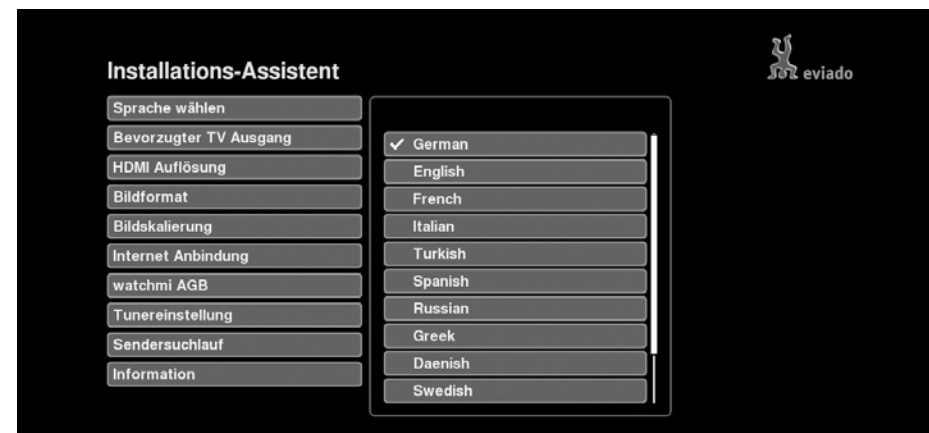 eviado
Installations-Assistent
Sprache wählen
Bevorzugter TV Ausgang
HDMI Auflösung
Bildformat
Bildskalierung
Internet Anbindung
watchmi AGB
Tunereinstellung
Sendersuchlauf
Information
German
English
French
Italian
Turkish
Spanish
Russian
Greek
Daenish
Swedish